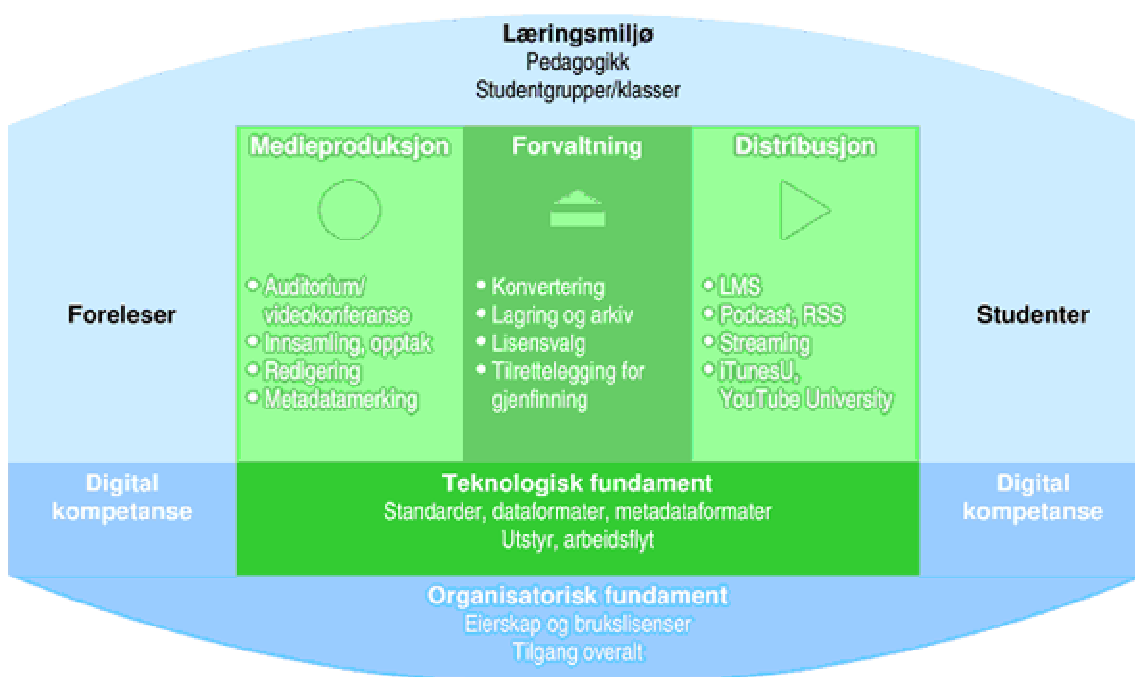 Læringsmiljø
Pedagogikk
Studentgrupper/klasser
Foreleser
Medieproduksjon
• Auditorium/
videokonferanse
• Innsamling, opptak
• Redigering
• Metadatamerking
Forvaltning
• Konvertering
• Lagring og arkiv
• Lisensvalg
• Tilrettelegging for
gjenfinning
Distribusjon
• LMS
• Podcast, RSS
• Streaming
• iTunesU,
YouTube University
Studenter
Digital
kompetanse
Teknologisk fundament
Standarder, dataformater, metadataformater
Utstyr, arbeidsflyt
Digital
kompetanse
Organisatorisk fundament
Eierskap og brukslisenser
Tilgang overalt